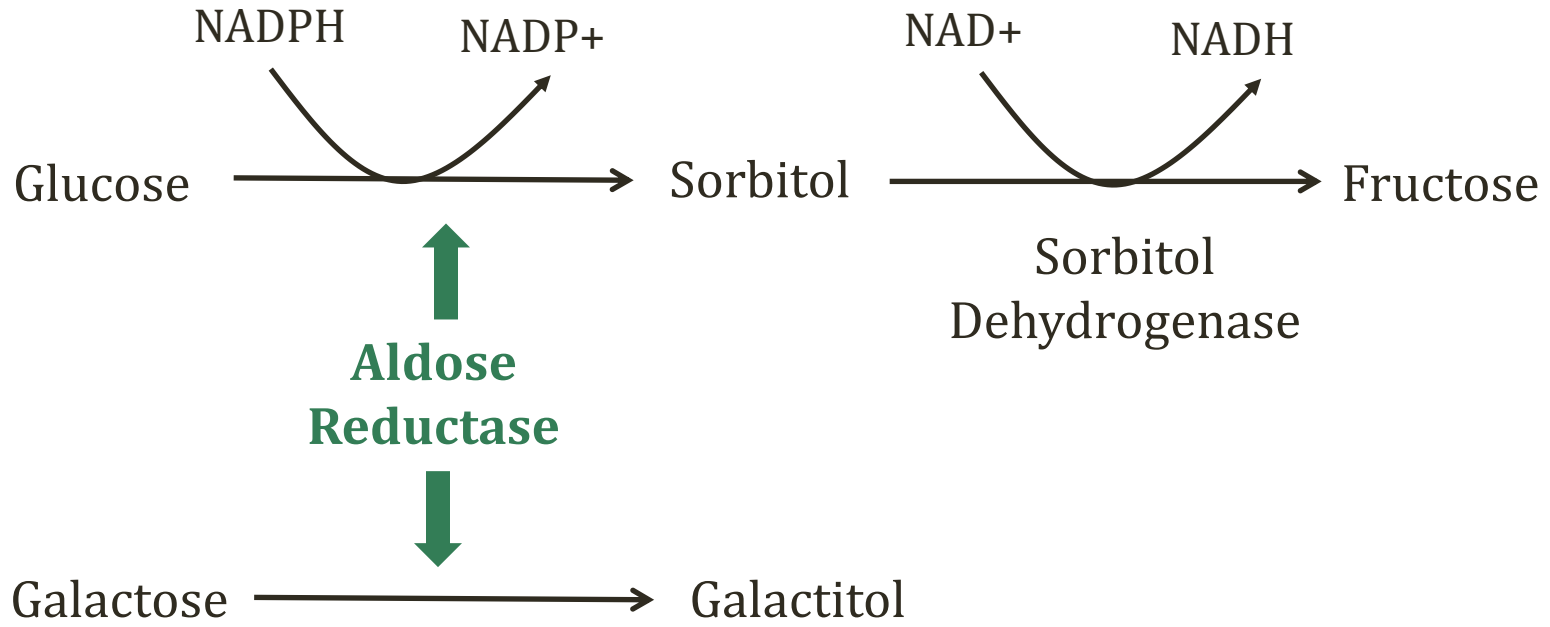 NADPH
NADP+
NAD+
NADH
Glucose
Sorbitol
Fructose
Sorbitol
Dehydrogenase
Aldose
Reductase
Galactose
Galactitol